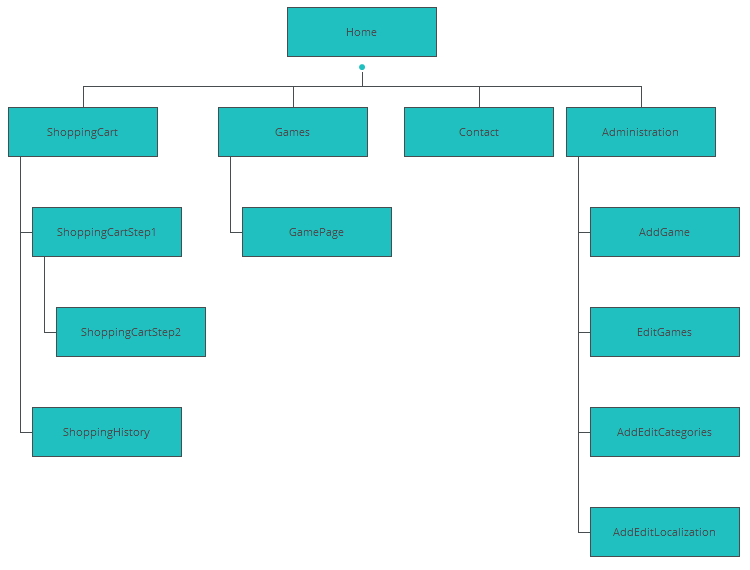 Home
ShoppingCart
Games
Contact
Administration
ShoppingCartStep1
GamePage
AddGame
ShoppingCartStep2
EditGames
ShoppingHistory
AddEditCategories
AddEditLocalization